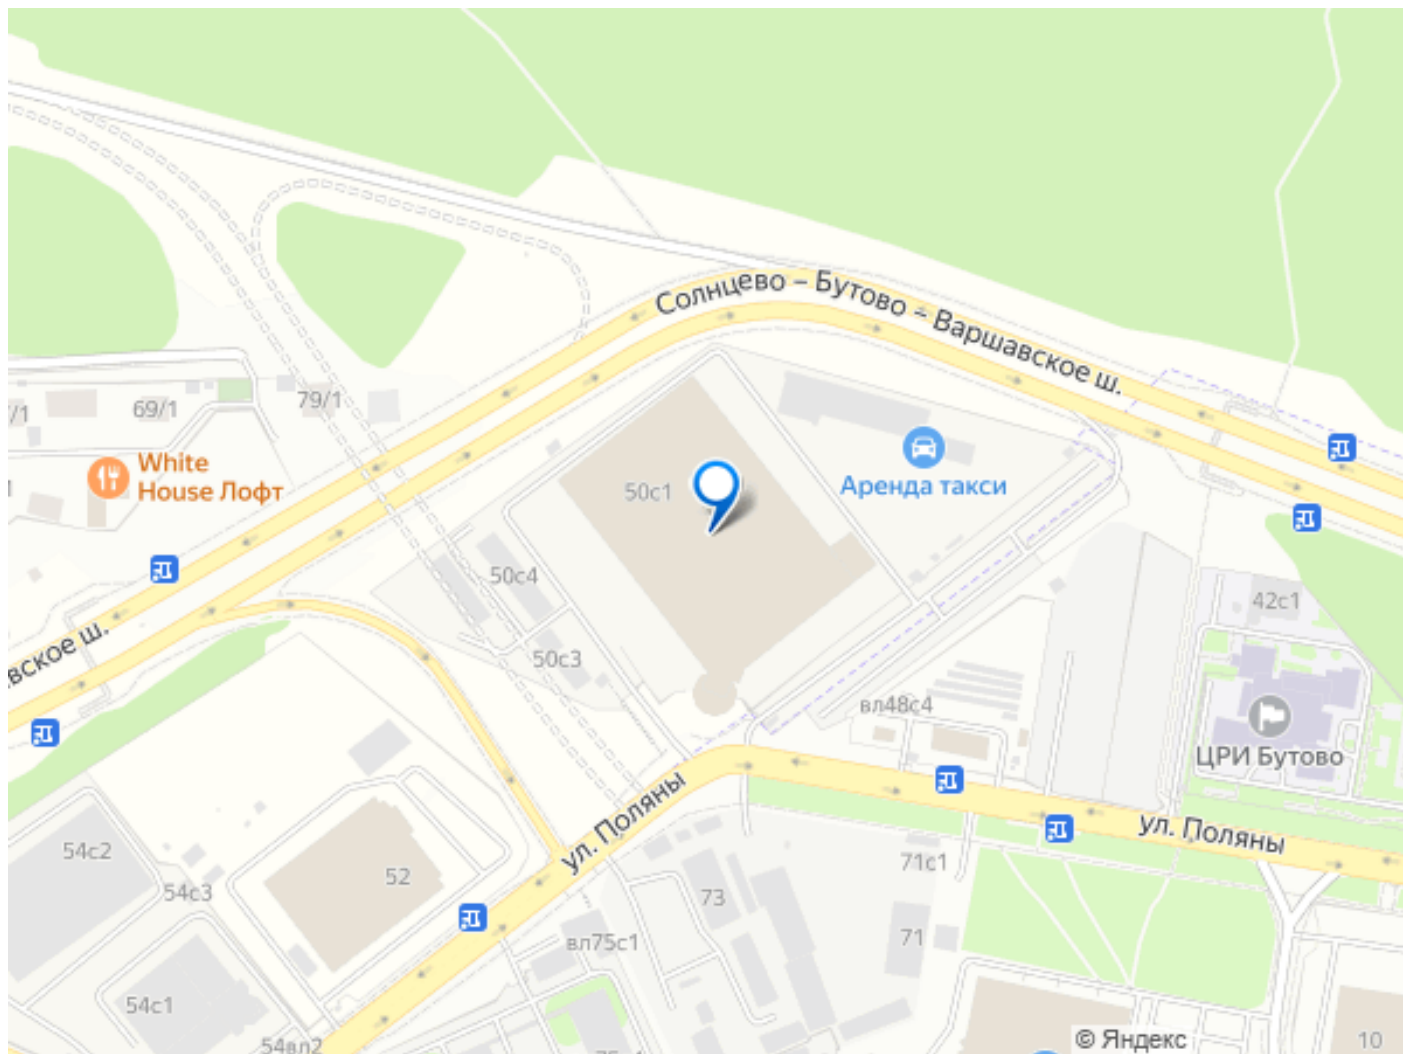 Солнцево – Бутово – Варшавское ш.
79/1
69/1
/1
White
House Лофт
50с1
Аренда такси
50с4
42с1
вское ш.
50с3
вл48с4
ЦРИ Бутово
ул. Поляны
ул. Поляны
54с2
52
54с3
71с1
73
71
вл75с1
54с1
54вл2
10
© Яндекс